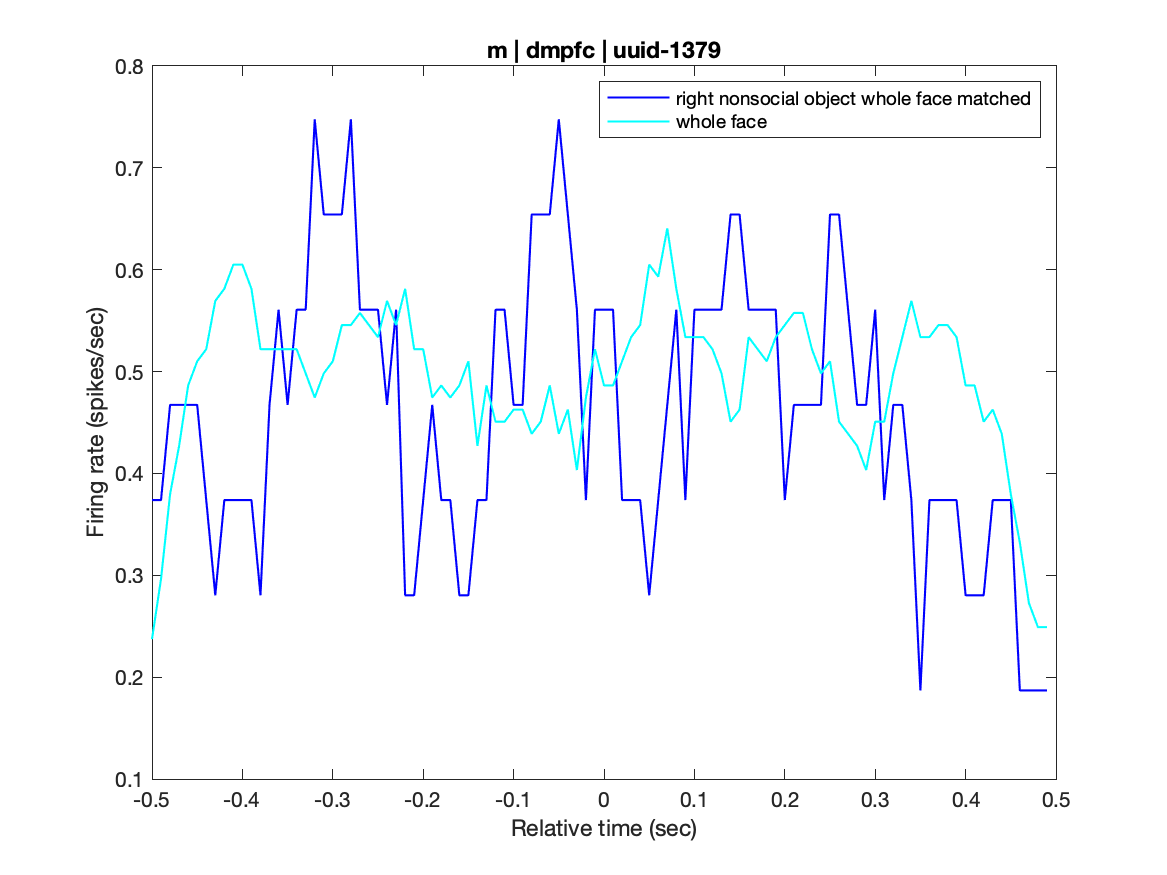 m | dmpfc | uuid-1379
right nonsocial object whole face matched
whole face
Firing rate (spikes/sec)
0.8
0.7
0.6
0.5
0.4
0.3
0.2
0.1
-0.5 -0.4 -0.3 -0.2 -0.1 0 0.1 0.2 0.3 0.4 0.5
Relative time (sec)